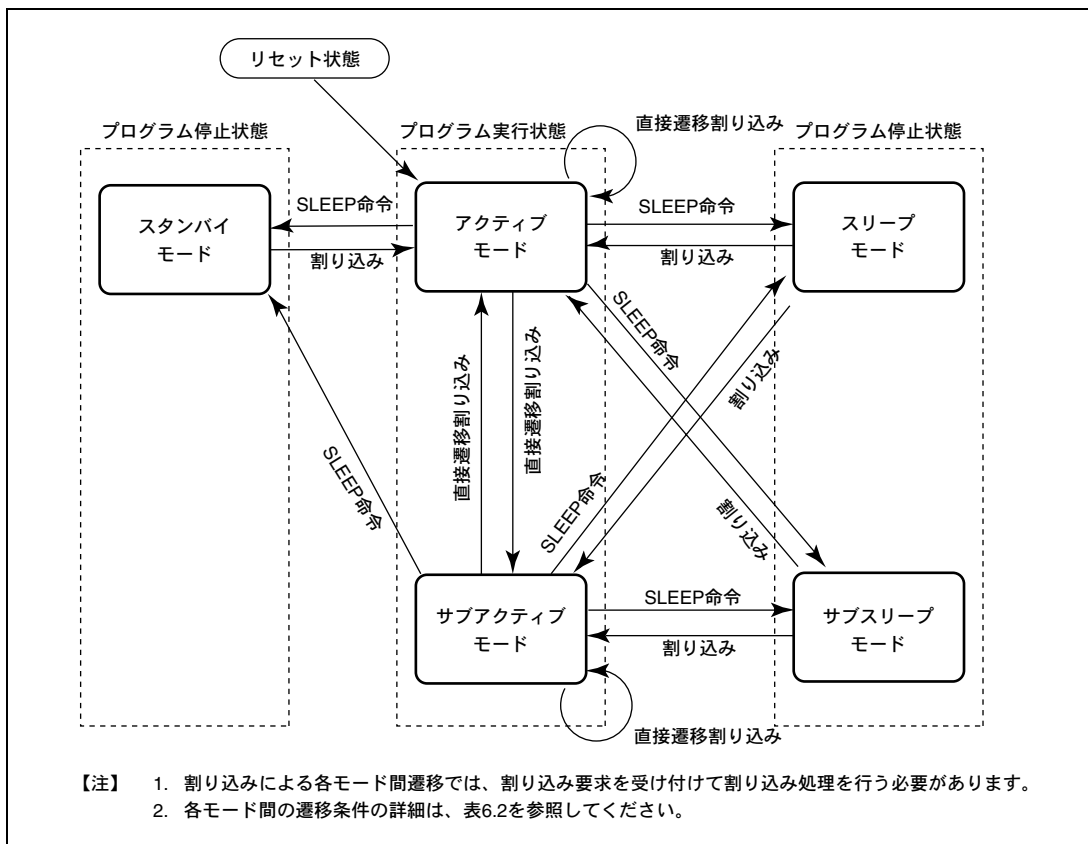 リセット状態
プログラム停止状態
プログラム実行状態
直接遷移割り込み
プログラム停止状態
スタンバイ
モード
SLEEP命令
割り込み
アクティブ
モード
SLEEP命令
割り込み
スリープ
モード
SLEEP命令
割り込み
直接遷移割り込み
直接遷移割り込み
SLEEP命令
SLEEP命令
割り込み
サブアクティブ
モード
SLEEP命令
割り込み
サブスリープ
モード
直接遷移割り込み
【注】 1. 割り込みによる各モード間遷移では、割り込み要求を受け付けて割り込み処理を行う必要があります。
2. 各モード間の遷移条件の詳細は、表6.2を参照してください。